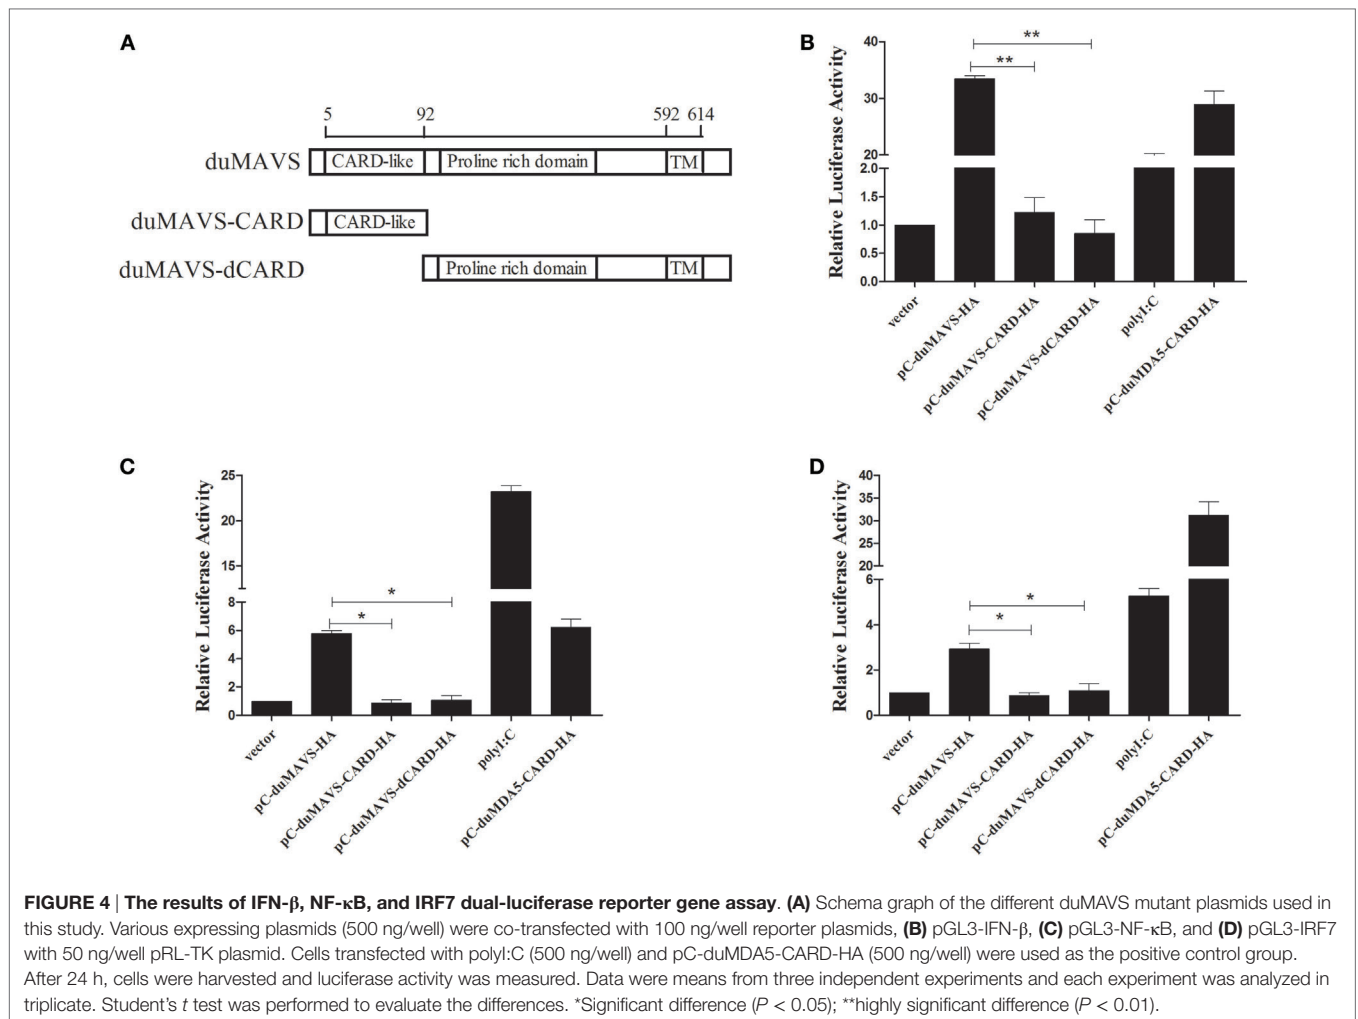 A
5 92 592 614
duMAVS CARD-like Proline rich domain TM
duMAVS-CARD CARD-like
duMAVS-dCARD Proline rich domain TM
B
Relative Luciferase Activity
40
30
20
2.0
1.5
1.0
0.5
0.0
**
**
vector
pC-duMAVS-HA
pC-duMAVS-CARD-HA
pC-duMAVS-dCARD-HA
polyI:C
pC-duMDA5-CARD-HA
C
Relative Luciferase Activity
25
20
15
8
6
4
2
0
*
*
vector
pC-duMAVS-HA
pC-duMAVS-CARD-HA
pC-duMAVS-dCARD-HA
polyI:C
pC-duMDA5-CARD-HA
D
Relative Luciferase Activity
40
35
30
25
20
6
4
2
0
*
*
vector
pC-duMAVS-HA
pC-duMAVS-CARD-HA
pC-duMAVS-dCARD-HA
polyI:C
pC-duMDA5-CARD-HA
FIGURE 4 | The results of IFN-β, NF-κB, and IRF7 dual-luciferase reporter gene assay. (A) Schema graph of the different duMAVS mutant plasmids used in
this study. Various expressing plasmids (500 ng/well) were co-transfected with 100 ng/well reporter plasmids, (B) pGL3-IFN-β, (C) pGL3-NF-κB, and (D) pGL3-IRF7
with 50 ng/well pRL-TK plasmid. Cells transfected with polyI:C (500 ng/well) and pC-duMDA5-CARD-HA (500 ng/well) were used as the positive control group.
After 24 h, cells were harvested and luciferase activity was measured. Data were means from three independent experiments and each experiment was analyzed in
triplicate. Student's t test was performed to evaluate the differences. *Significant difference (P < 0.05); **highly significant difference (P < 0.01).